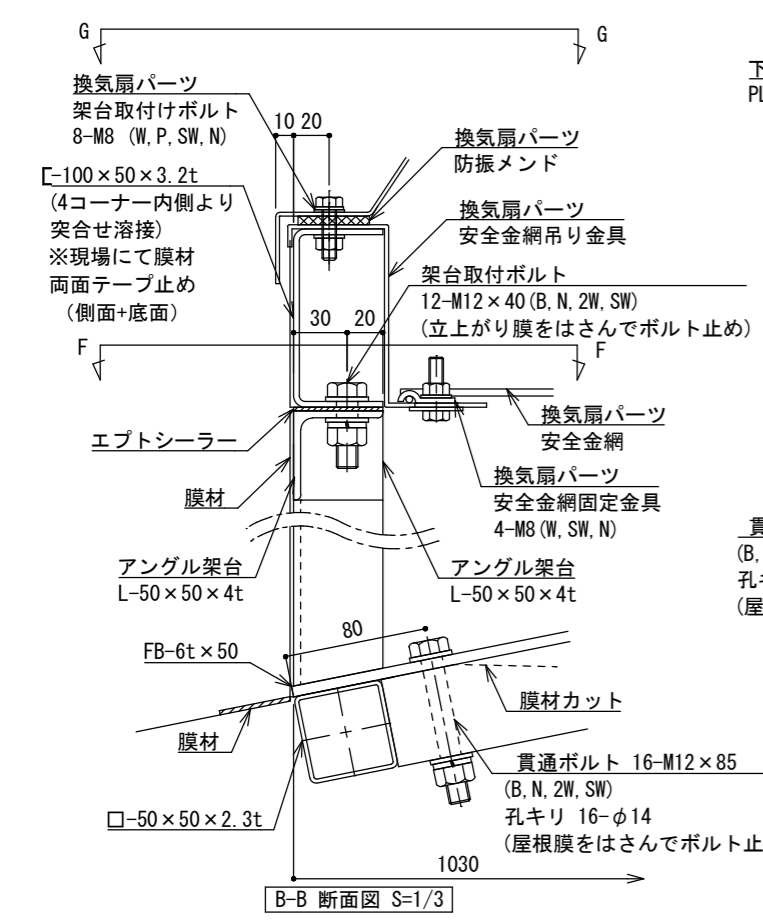 G
G
換気扇パーツ
架台取付けボルト
8-M8 (W,P,SW,N)
10 20
換気扇パーツ
防振メンド
[-100×50×3.2t
(4コーナー内側より
突合せ溶接)
※現場にて膜材
両面テープ止め
(側面+底面)
換気扇パーツ
安全金網吊り金具
架台取付ボルト
12-M12×40(B,N,2W,SW)
(立上がり膜をはさんでボルト止め)
30 20
F
F
エプトシーラー
換気扇パーツ
安全金網
膜材
換気扇パーツ
安全金網固定金具
4-M8(W,SW,N)
アングル架台
L-50×50×4t
アングル架台
L-50×50×4t
80
FB-6t×50
膜材カット
膜材
貫通ボルト 16-M12×85
(B,N,2W,SW)
孔キリ 16-φ14
(屋根膜をはさんでボルト止
□-50×50×2.3t
1030
B-B 断面図 S=1/3
下
PL
貫
(B,
孔キ
(屋